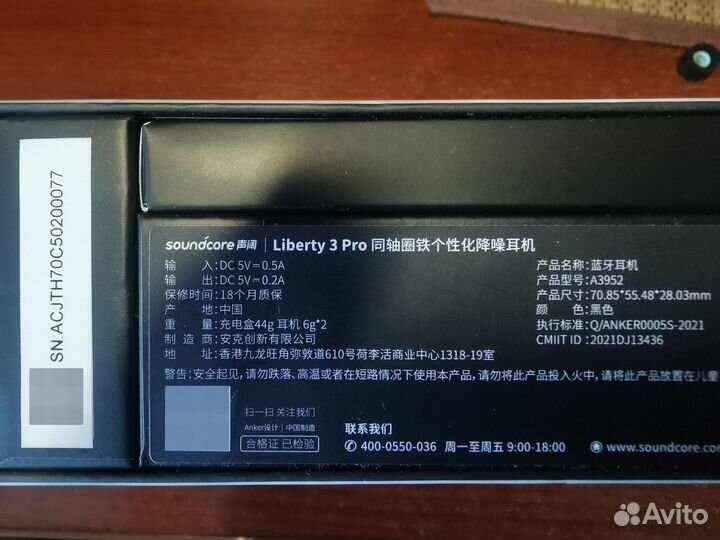 SN.ACJTH70C50200077
soundcore 声阔 | Liberty 3 Pro 同轴圈铁个性化降噪耳机
输 入:DC 5V⎓0.5A
输 出:DC 5V⎓0.2A
保修时间:18个月质保
产 地:中国
重 量:充电盒44g 耳机 6g*2
制 造 商:安克创新有限公司
地 址:香港九龙旺角弥敦道610号荷李活商业中心1318-19室
产品名称:蓝牙耳机
产品型号:A3952
产品尺寸:70.85*55.48*28.03mm
颜 色:黑色
执行标准:Q/ANKER0005S-2021
CMIIT ID:2021DJ13436
警告:安全起见,请勿跌落、高温或者在短路情况下使用本产品,请勿将此产品投入火中,请将此产品放置在儿童
扫一扫 关注我们
Anker设计|中国制造
合格证 已检验
联系我们
400-0550-036 周一至周五 9:00-18:00
www.soundcore.com
Avito